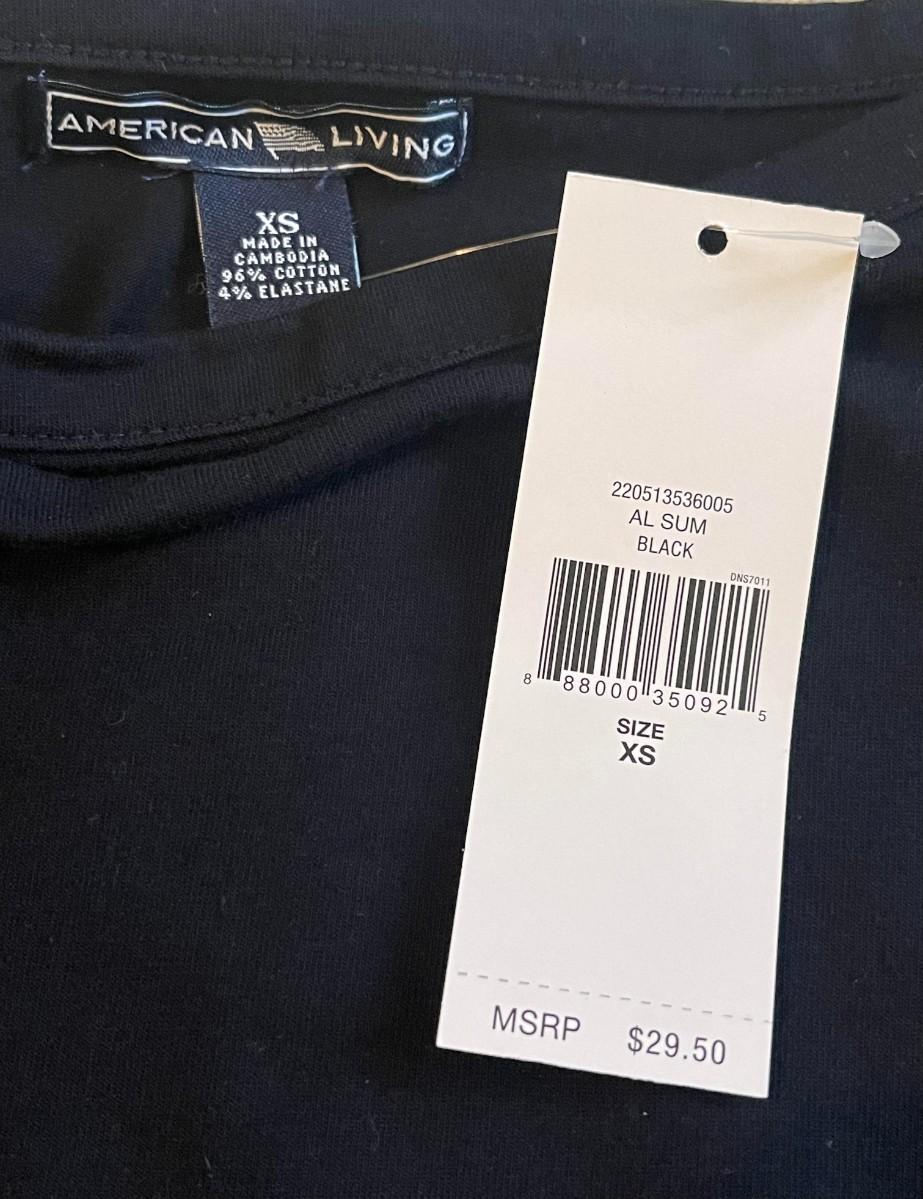 AMERICAN LIVING
XS
MADE IN
CAMBODIA
96% COTTON
4% ELASTANE
220513536005
AL SUM
BLACK
DNS7011
8 88000 35092 5
SIZE
XS
MSRP $29.50